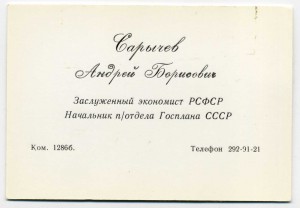 Сарычев
Андрей Борисович
Заслуженный экономист РСФСР
Начальник п/отдела Госплана СССР
Ком. 1286б.
Телефон 292-91-21